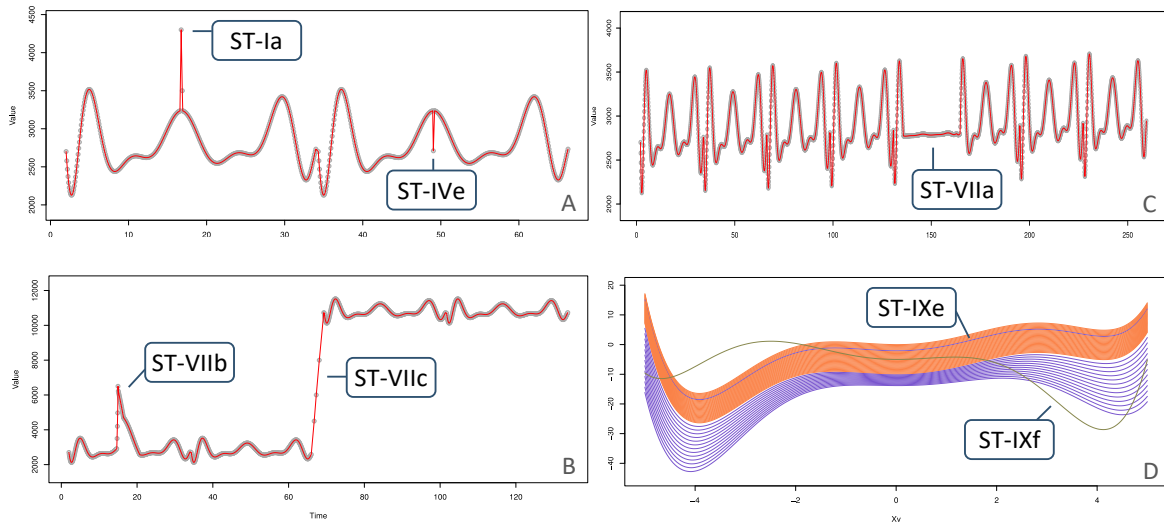 4500
4000
3500
3000
2500
2000
Value
ST-Ia
ST-IVe
A
0 10 20 30 40 50 60
4000
3500
3000
2500
2000
Value
ST-VIIa
C
0 50 100 150 200 250
12000
10000
8000
6000
4000
2000
Value
ST-VIIb
ST-VIIc
B
0 20 40 60 80 100 120
Time
20
10
0
−10
−20
−30
−40
ST-IXe
ST-IXf
D
−4 −2 0 2 4
Xv